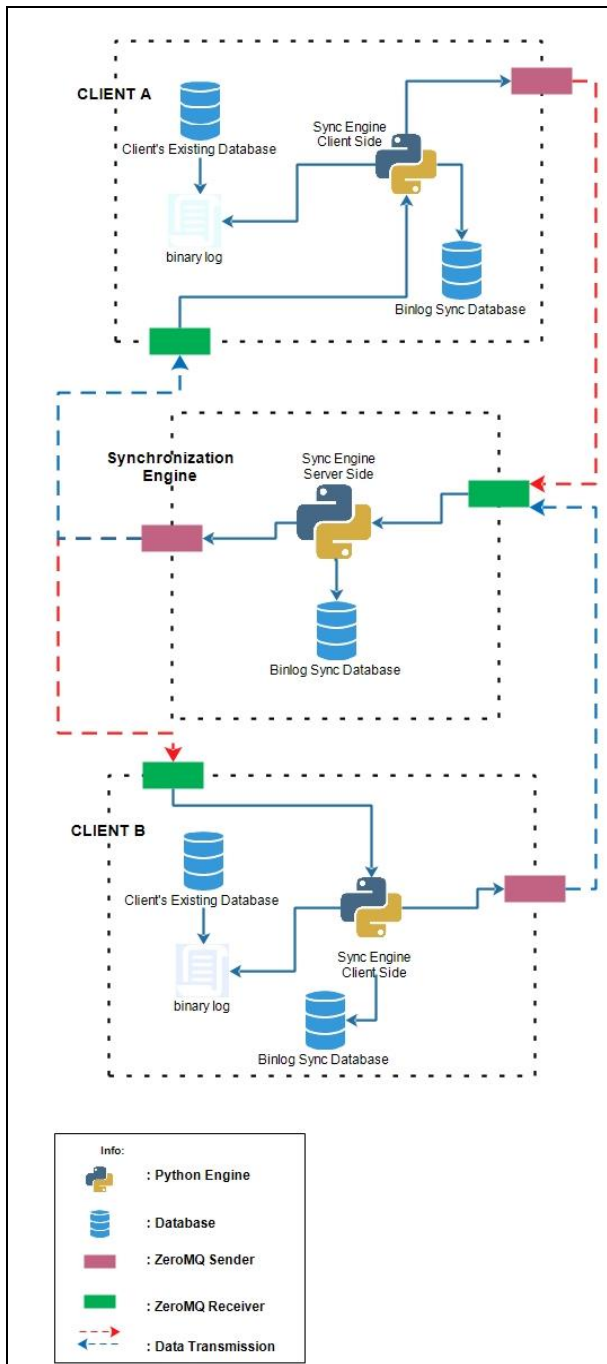 CLIENT A
Client's Existing Database
Sync Engine
Client Side
binary log
Binlog Sync Database
Synchronization
Engine
Sync Engine
Server Side
Binlog Sync Database
CLIENT B
Client's Existing Database
Sync Engine
Client Side
binary log
Binlog Sync Database
Info:
: Python Engine
: Database
: ZeroMQ Sender
: ZeroMQ Receiver
: Data Transmission